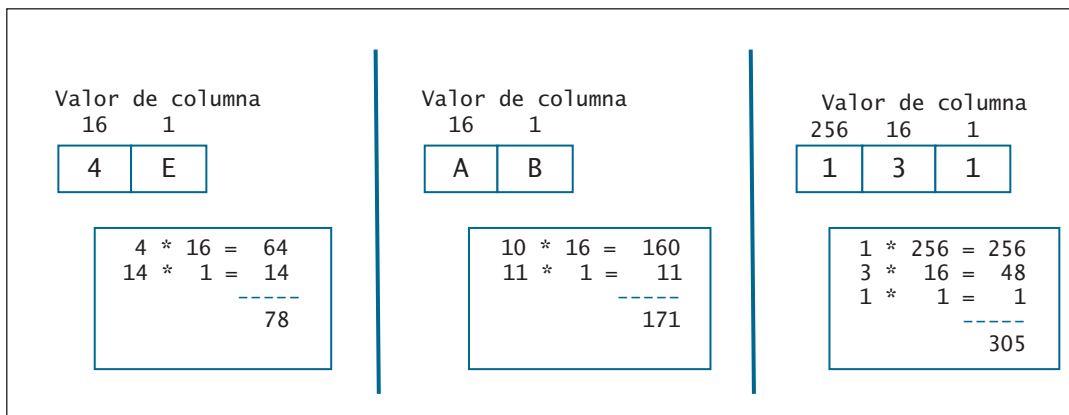 Valor de columna
16 1
4 E
4 * 16 = 64
14 * 1 = 14
-----
78
Valor de columna
16 1
A B
10 * 16 = 160
11 * 1 = 11
-----
171
Valor de columna
256 16 1
1 3 1
1 * 256 = 256
3 * 16 = 48
1 * 1 = 1
-----
305